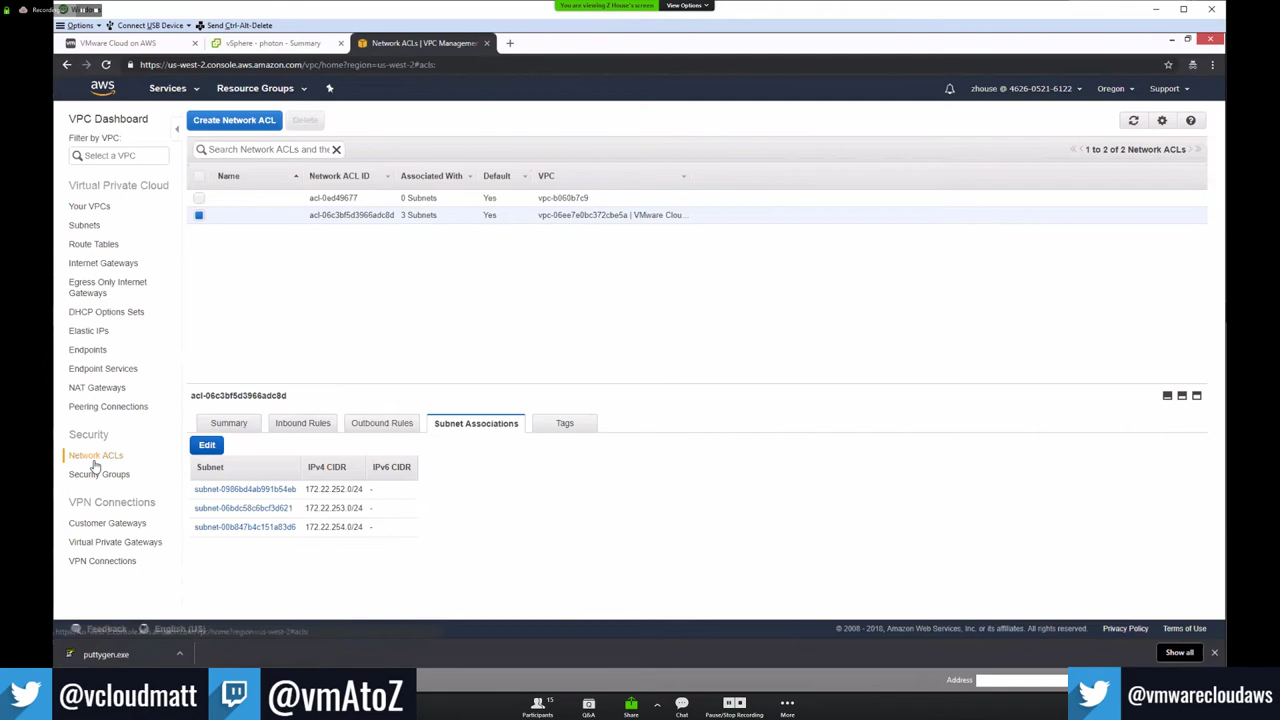 Recording
Windows
You are viewing Z House's screen
View Options
Options
Connect USB Device
Send Ctrl-Alt-Delete
VMware Cloud on AWS
vSphere - photon - Summary
Network ACLs | VPC Manageme
https://us-west-2.console.aws.amazon.com/vpc/home?region=us-west-2#acls:
aws
Services
Resource Groups
zhouse @ 4626-0521-6122
Oregon
Support
VPC Dashboard
Filter by VPC:
Select a VPC
Virtual Private Cloud
Your VPCs
Subnets
Route Tables
Internet Gateways
Egress Only Internet
Gateways
DHCP Options Sets
Elastic IPs
Endpoints
Endpoint Services
NAT Gateways
Peering Connections
Security
Network ACLs
Security Groups
VPN Connections
Customer Gateways
Virtual Private Gateways
VPN Connections
Create Network ACL
Delete
Search Network ACLs and the
1 to 2 of 2 Network ACLs
Name Network ACL ID Associated With Default VPC
acl-0ed49677 0 Subnets Yes vpc-b060b7c9
acl-06c3bf5d3966adc8d 3 Subnets Yes vpc-06ee7e0bc372cbe5a | VMware Clou...
acl-06c3bf5d3966adc8d
Summary
Inbound Rules
Outbound Rules
Subnet Associations
Tags
Edit
Subnet IPv4 CIDR IPv6 CIDR
subnet-0986bd4ab991b54eb 172.22.252.0/24 -
subnet-06bdc58c6bcf3d621 172.22.253.0/24 -
subnet-00b847b4c151a83d6 172.22.254.0/24 -
Feedback
English (US)
© 2008 - 2018, Amazon Web Services, Inc. or its affiliates. All rights reserved.
Privacy Policy
Terms of Use
puttygen.exe
Show all
Address
@vcloudmatt
@vmAtoZ
@vmwarecloudaws
15
Participants
Q&A
Share
Chat
Pause/Stop Recording
More